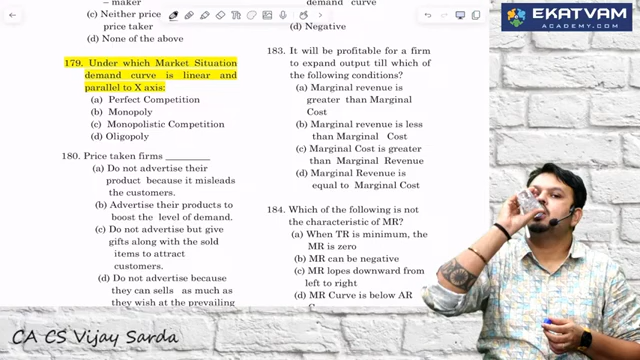 – maker
(c) Neither price
price taker
(d) None of the above
179. Under which Market Situation
demand curve is linear and
parallel to X axis:
(a) Perfect Competition
(b) Monopoly
(c) Monopolistic Competition
(d) Oligopoly
180. Price taken firms __________
(a) Do not advertise their
product because it misleads
the customers.
(b) Advertise their products to
boost the level of demand.
(c) Do not advertise but give
gifts along with the sold
items to attract
customers.
(d) Do not advertise because
they can sells as much as
they wish at the prevailing
demand curve
(d) Negative
183. It will be profitable for a firm
to expand output till which of
the following conditions?
(a) Marginal revenue is
greater than Marginal
Cost
(b) Marginal revenue is less
than Marginal Cost
(c) Marginal Cost is greater
than Marginal Revenue
(d) Marginal Revenue is
equal to Marginal Cost
184. Which of the following is not
the characteristic of MR?
(a) When TR is minimum, the
MR is zero
(b) MR can be negative
(c) MR lopes downward from
left to right
(d) MR Curve is below AR
EKATVAM
ACADEMY.COM
CA CS Vijay Sarda